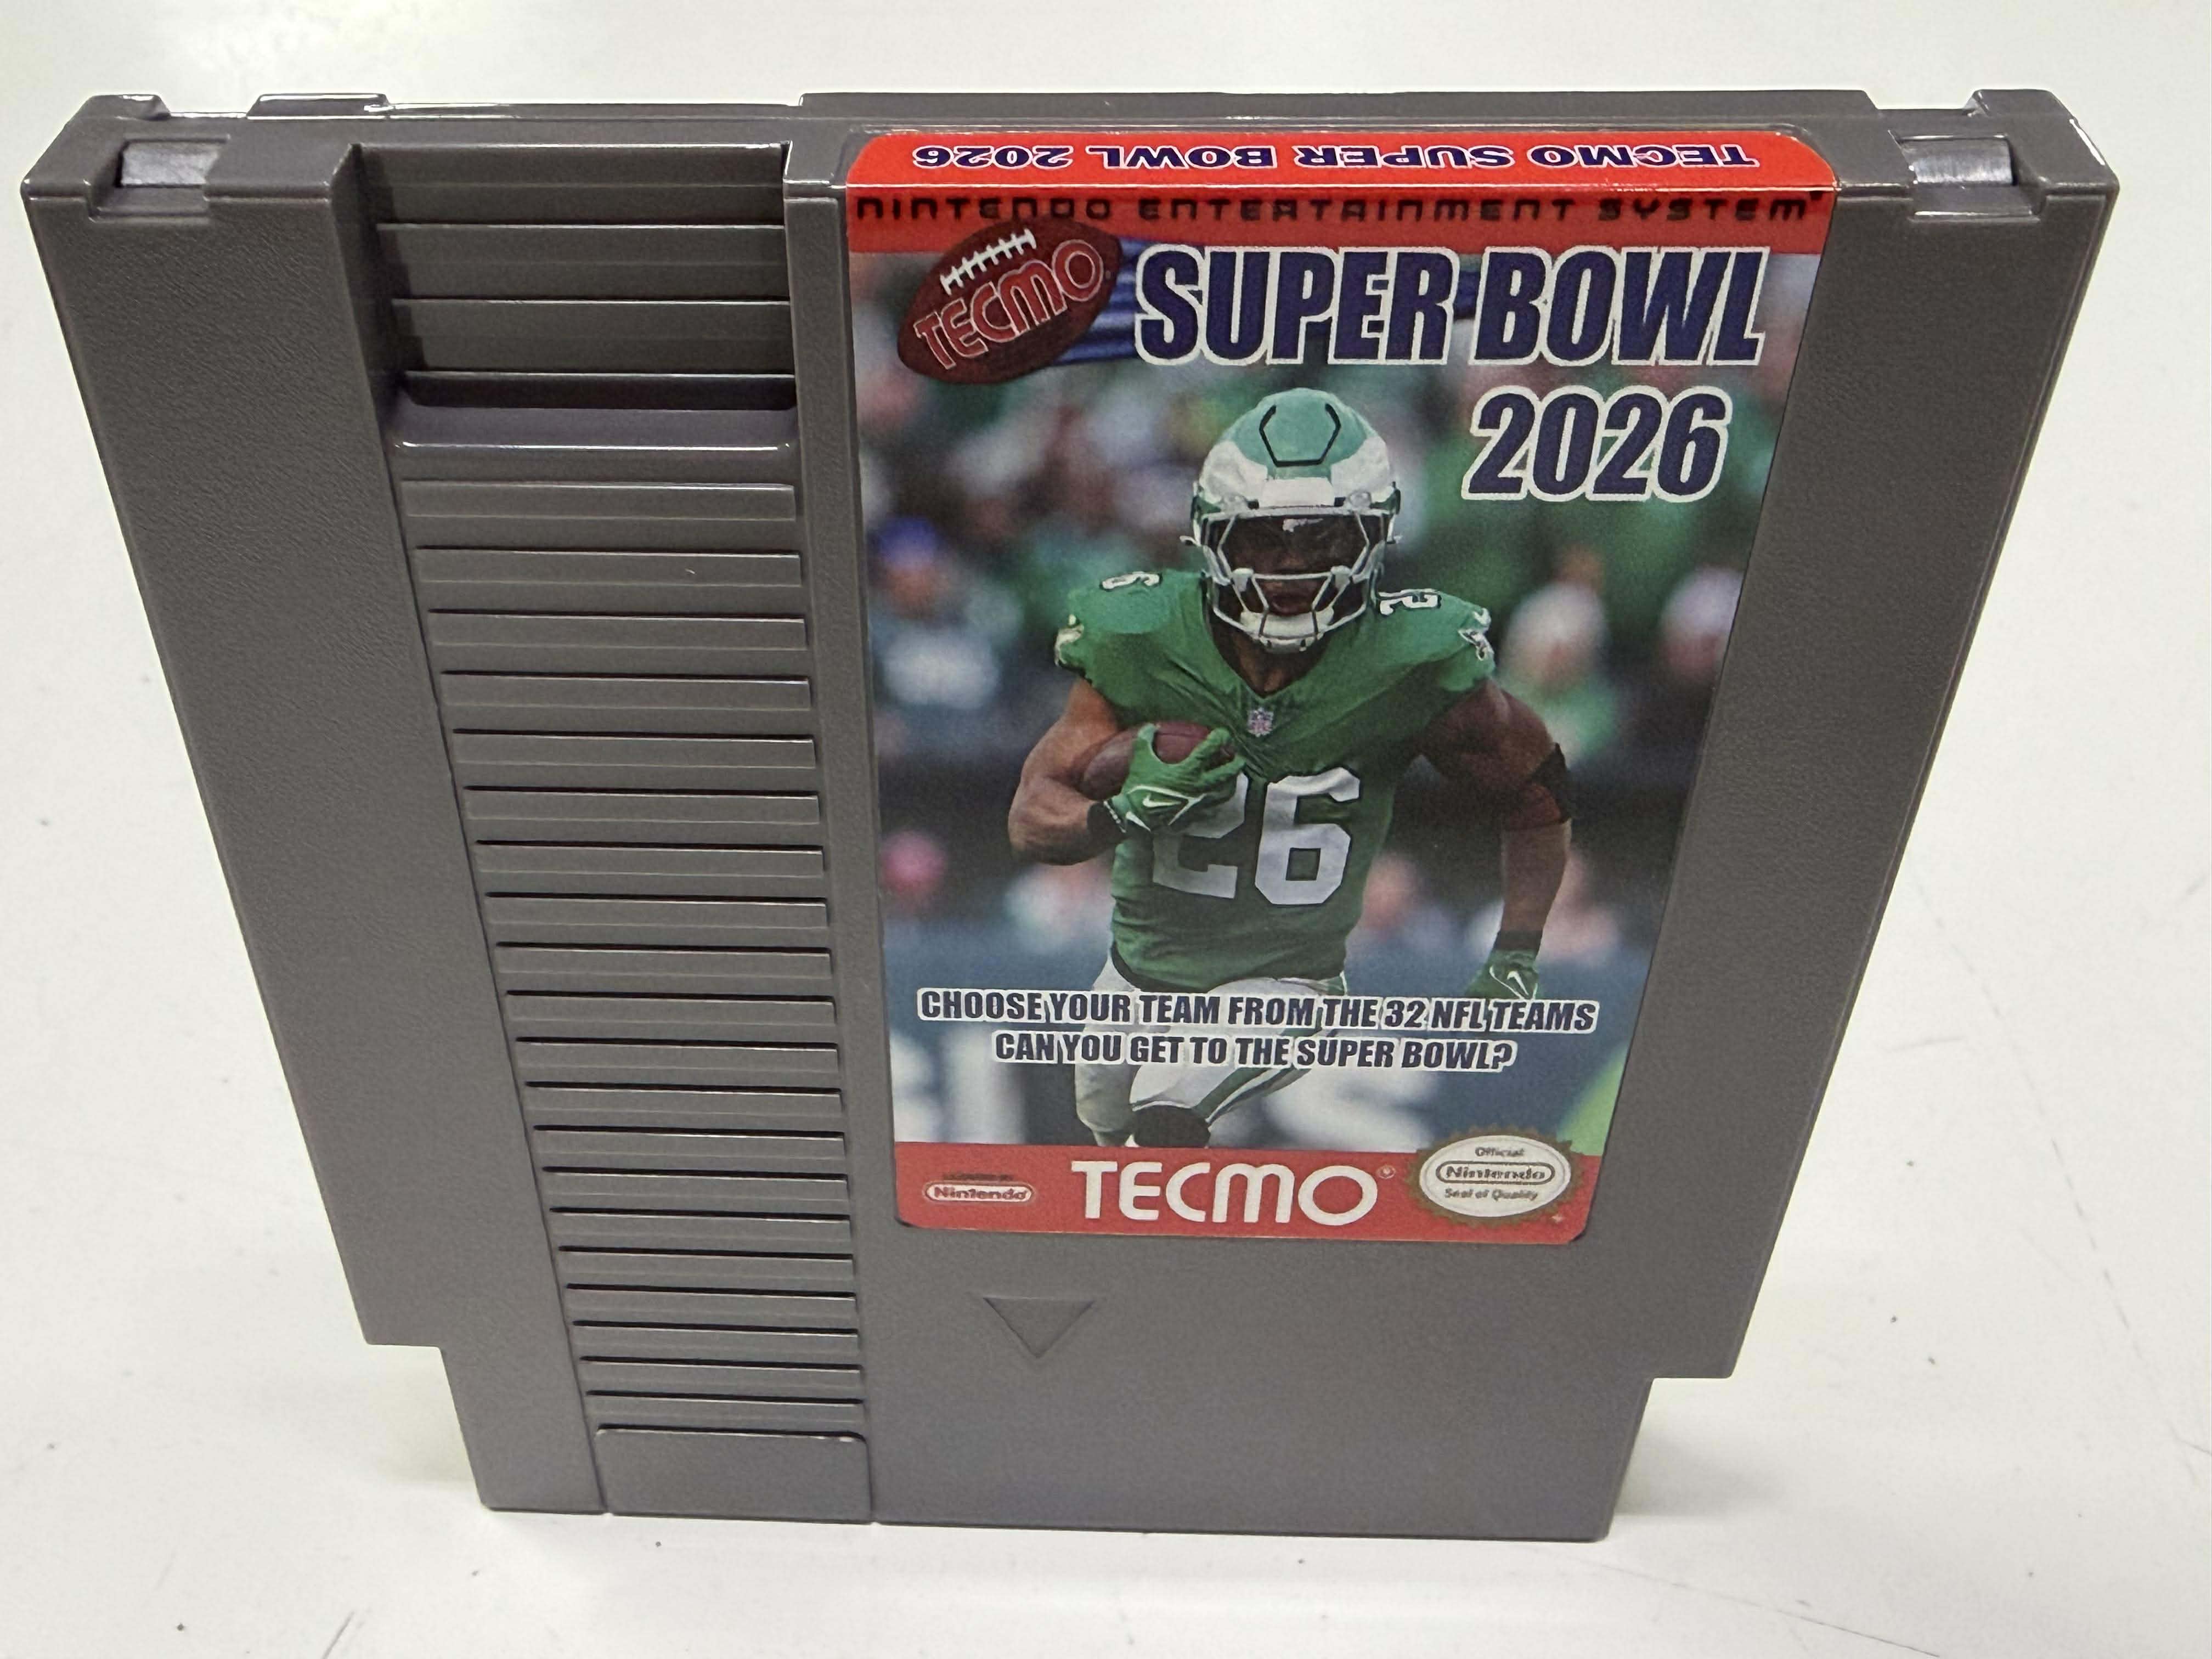 TECMO SUPER BOWL 2026
NINTENDO ENTERTAINMENT SYSTEM
TECMO
SUPER BOWL
2026
26
26
CHOOSE YOUR TEAM FROM THE 32 NFL TEAMS
CAN YOU GET TO THE SUPER BOWL?
Nintendo
TECMO®
Official
Nintendo
Seal of Quality